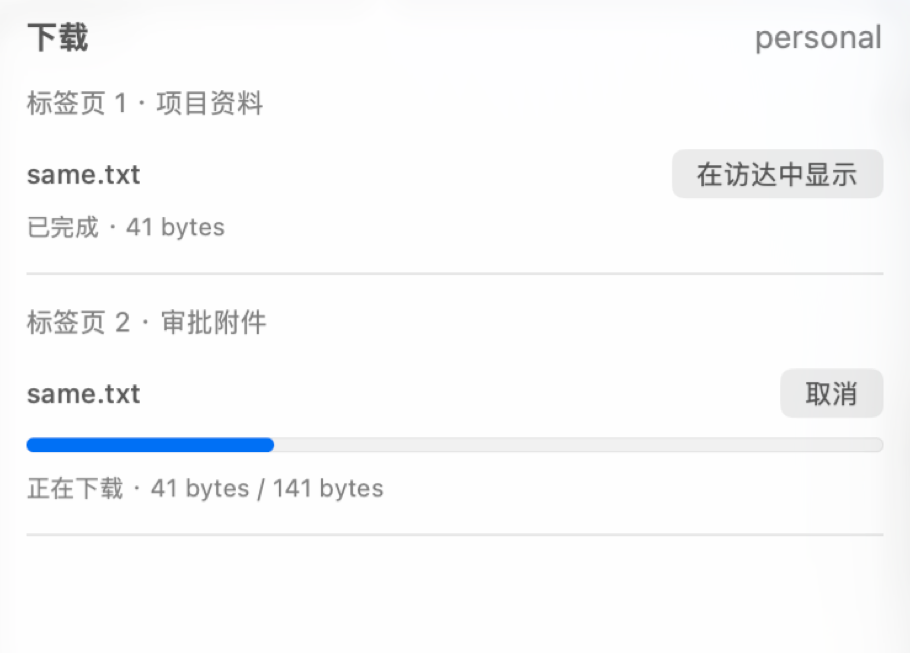 下载 personal
标签页 1 · 项目资料
same.txt 在访达中显示
已完成 · 41 bytes
标签页 2 · 审批附件
same.txt 取消
正在下载 · 41 bytes / 141 bytes